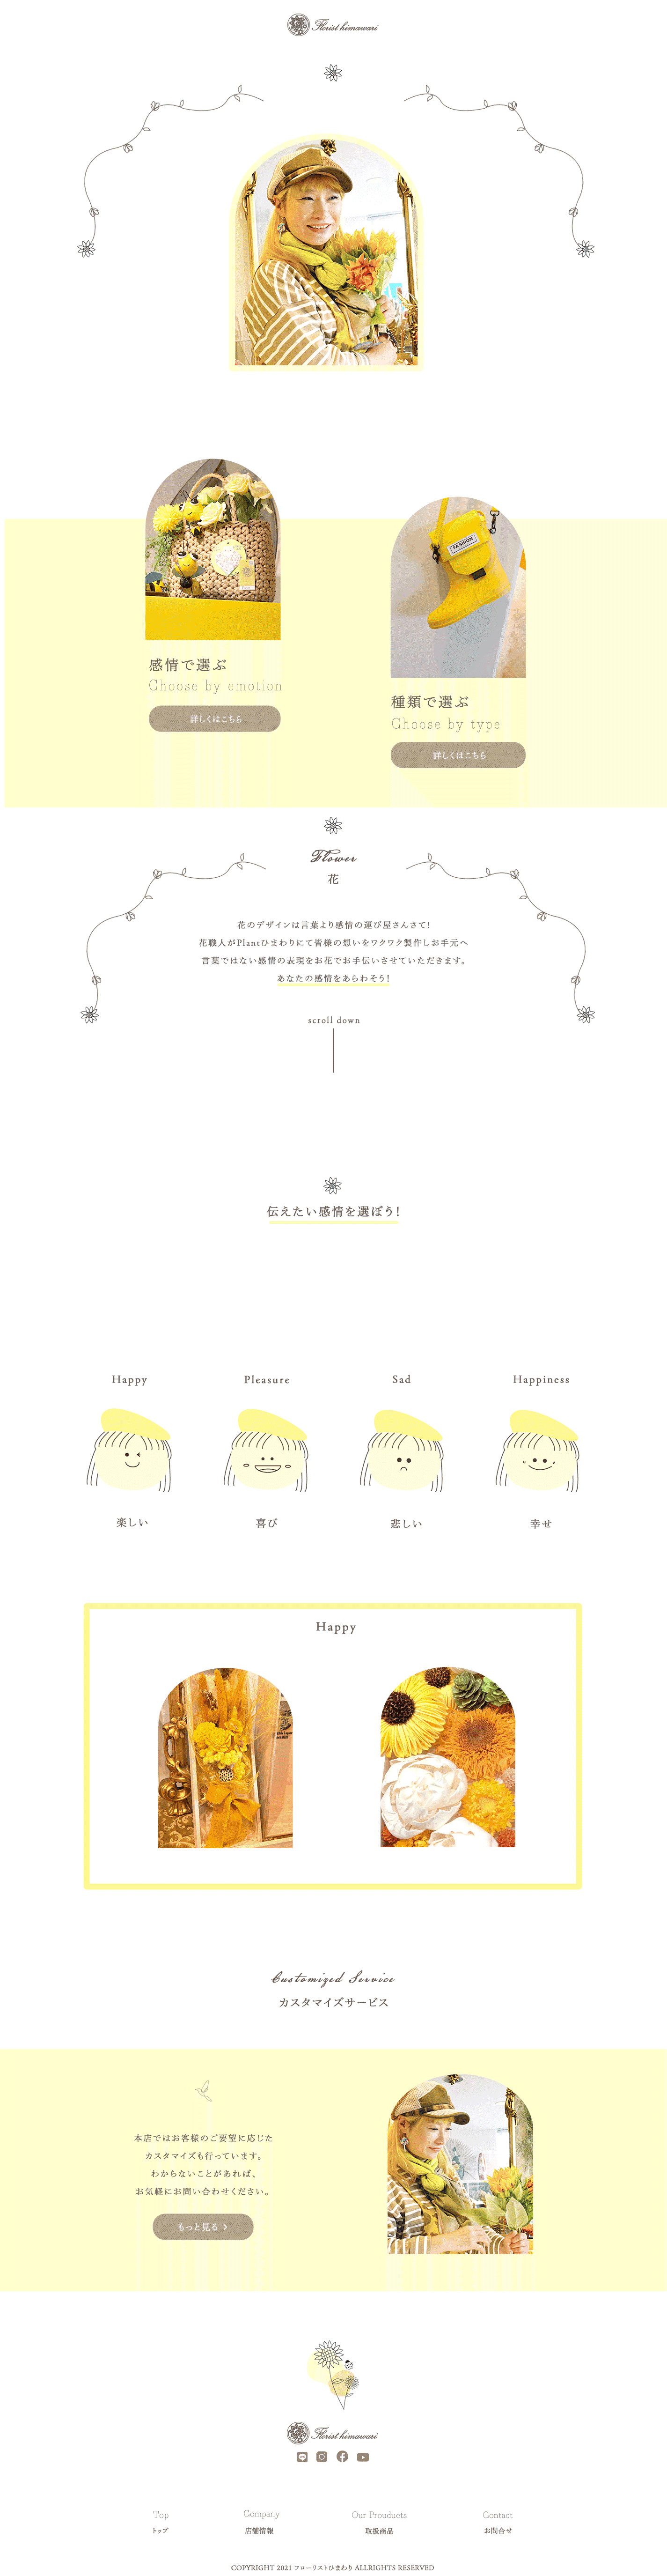 Florist himawari
FASHION
感情で選ぶ
Choose by emotion
詳しくはこちら
種類で選ぶ
Choose by type
詳しくはこちら
Flower
花
花のデザインは言葉より感情の運び屋さんさて!
花職人がPlantひまわりにて皆様の想いをワクワク製作しお手元へ
言葉ではない感情の表現をお花でお手伝いさせていただきます。
あなたの感情をあらわそう!
scroll down
伝えたい感情を選ぼう!
Happy
Pleasure
Sad
Happiness
楽しい
喜び
悲しい
幸せ
Happy
Customized Service
カスタマイズサービス
本店ではお客様のご要望に応じた
カスタマイズも行っています。
わからないことがあれば、
お気軽にお問い合わせください。
もっと見る >
Florist himawari
Top
Company
Our Prouducts
Contact
トップ
店舗情報
取扱商品
お問合せ
COPYRIGHT 2021 フローリストひまわり ALLRIGHTS RESERVED